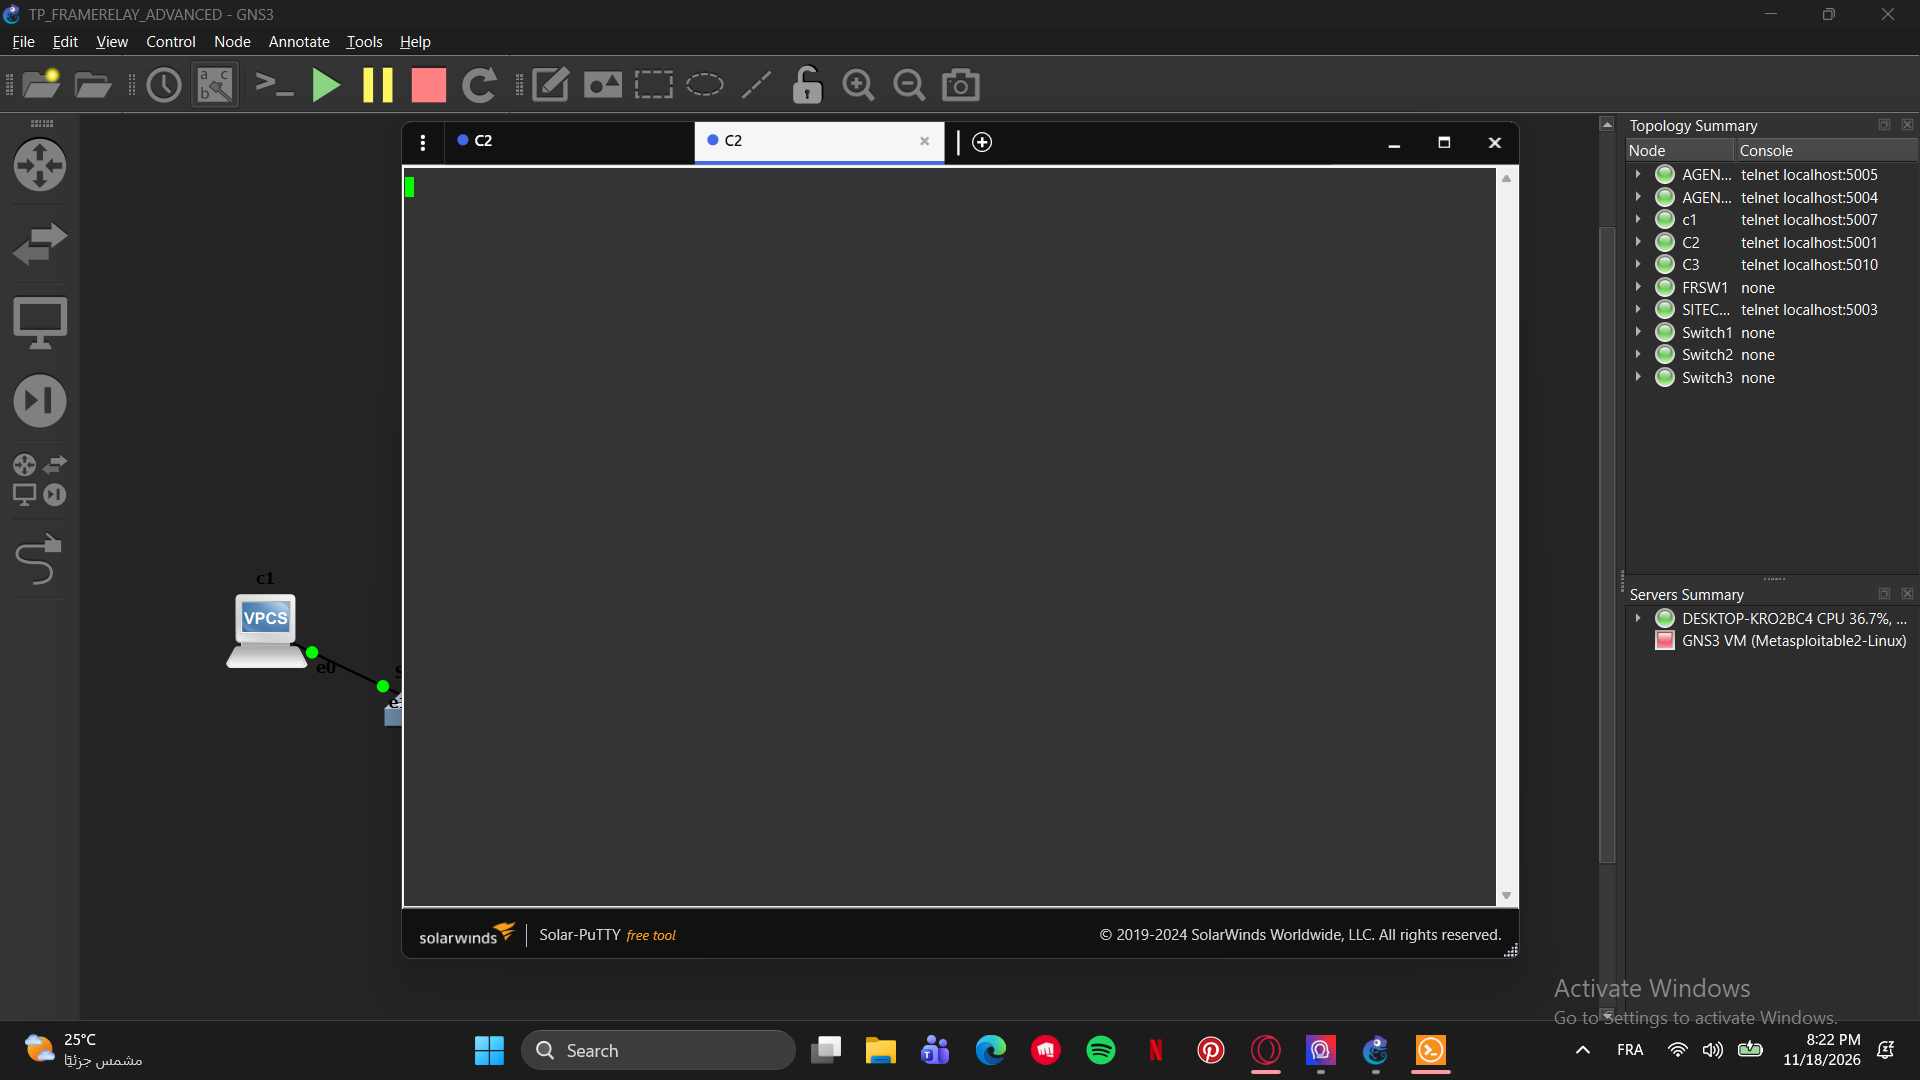 TP_FRAMERELAY_ADVANCED - GNS3
File Edit View Control Node Annotate Tools Help
a c
b
C2
C2
Topology Summary
Node Console
AGEN... telnet localhost:5005
AGEN... telnet localhost:5004
c1 telnet localhost:5007
C2 telnet localhost:5001
C3 telnet localhost:5010
FRSW1 none
SITEC... telnet localhost:5003
Switch1 none
Switch2 none
Switch3 none
c1
VPCS
e0
Servers Summary
DESKTOP-KRO2BC4 CPU 36.7%, ...
GNS3 VM (Metasploitable2-Linux)
solarwinds Solar-PuTTY free tool
© 2019-2024 SolarWinds Worldwide, LLC. All rights reserved.
Activate Windows
Go to Settings to activate Windows.
25°C
مشمس جزئيًا
Search
FRA
8:22 PM
11/18/2026